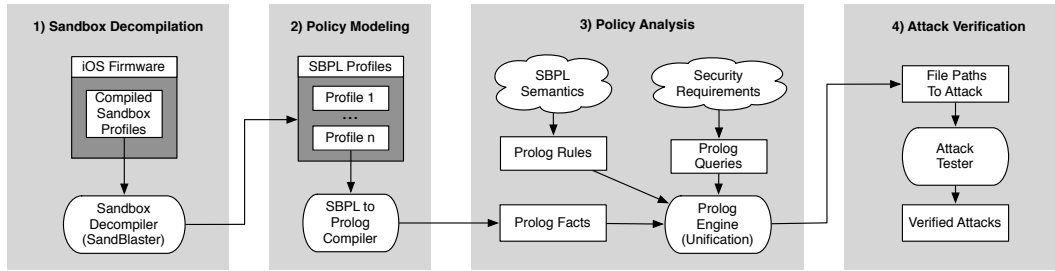 1) Sandbox Decompilation
iOS Firmware
Compiled
Sandbox
Profiles
Sandbox
Decompiler
(SandBlaster)
2) Policy Modeling
SBPL Profiles
Profile 1
...
Profile n
SBPL to
Prolog
Compiler
3) Policy Analysis
SBPL
Semantics
Prolog Rules
Prolog Facts
Security
Requirements
Prolog
Queries
Prolog
Engine
(Unification)
4) Attack Verification
File Paths
To Attack
Attack
Tester
Verified Attacks